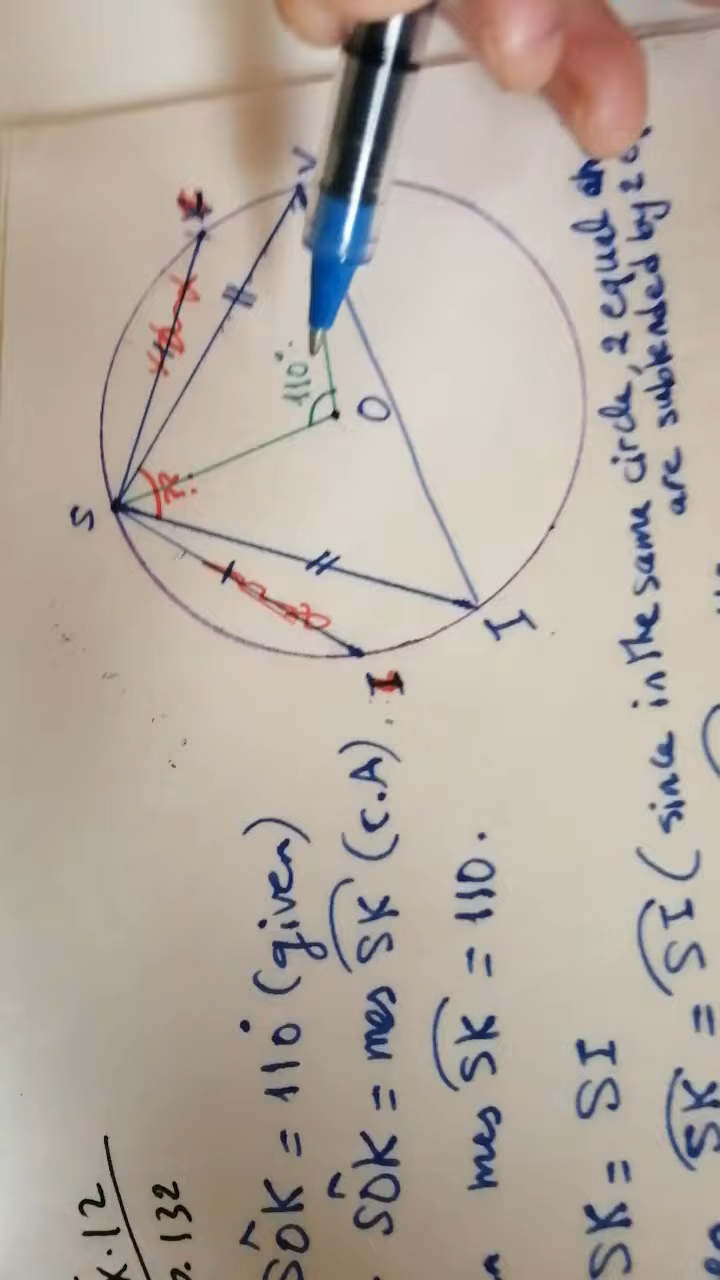 x.12
p.132
SÔK = 110° (given)
SÔK = mes SK (C.A).
mes SK = 110.
SK = SI
SK = SI (since in the same circle, 2 equal
are subtended by 2
S
V
I
O
110°
?
I